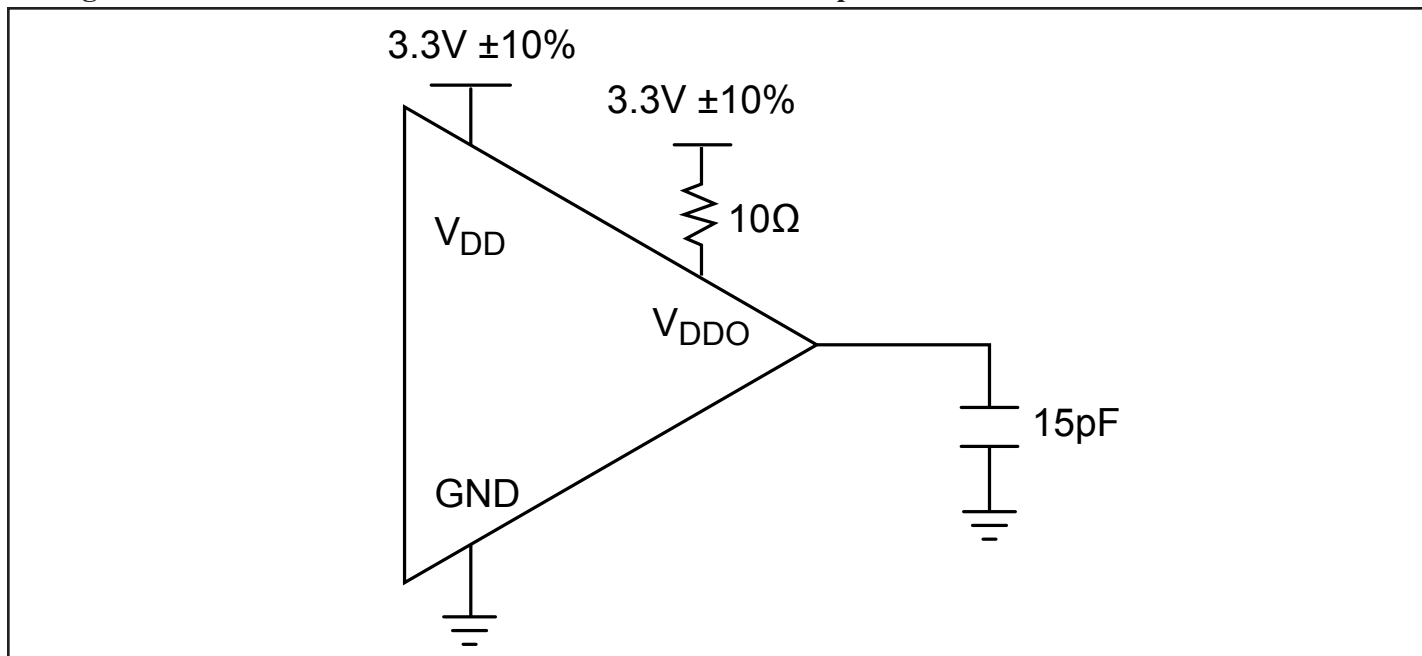 3.3V ±10%
3.3V ±10%
10Ω
VDD
VDDO
15pF
GND